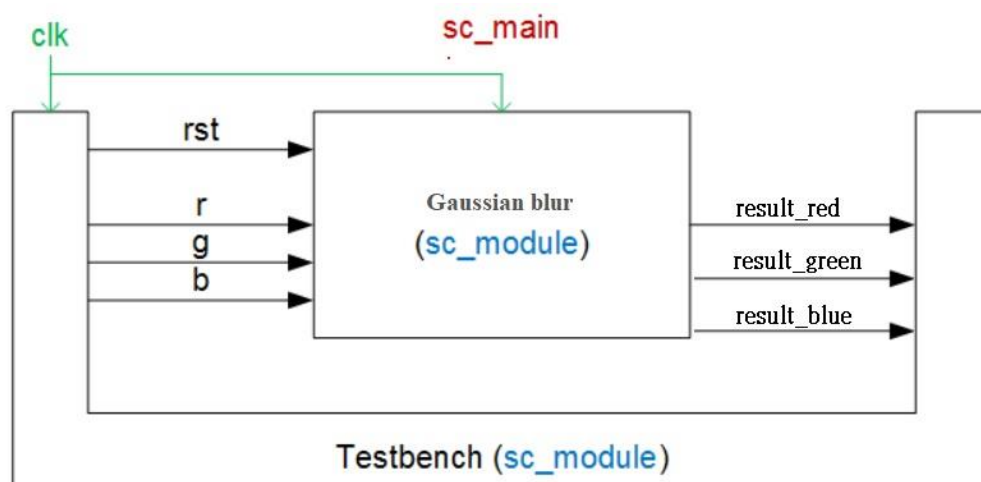 clk
sc_main
rst
r
g
b
Gaussian blur
(sc_module)
result_red
result_green
result_blue
Testbench (sc_module)